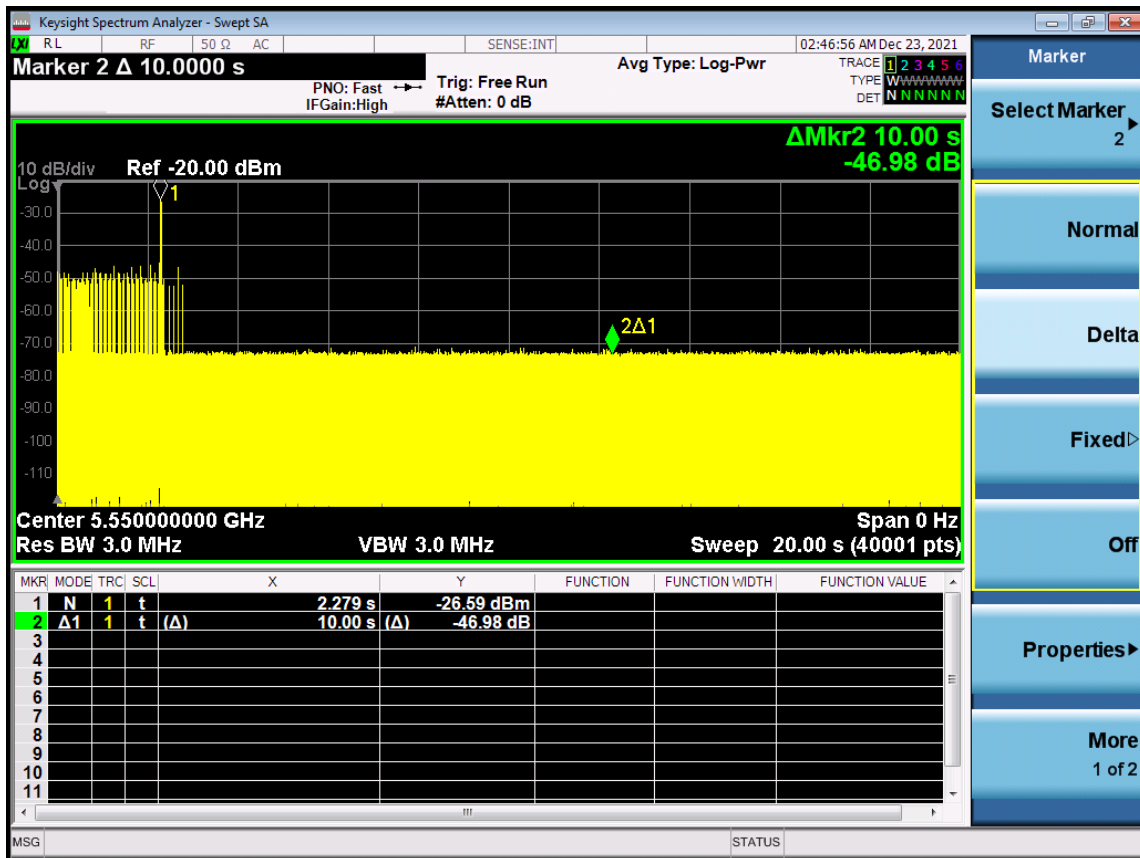 Keysight Spectrum Analyzer - Swept SA
LXI RL RF 50 Ω AC SENSE:INT 02:46:56 AM Dec 23, 2021
Marker 2 Δ 10.0000 s
PNO: Fast
IFGain:High
Trig: Free Run
#Atten: 0 dB
Avg Type: Log-Pwr
TRACE 1 2 3 4 5 6
TYPE WWWWWWW
DET N N N N N N
ΔMkr2 10.00 s
-46.98 dB
10 dB/div Ref -20.00 dBm
Log
1
-30.0
-40.0
-50.0
-60.0
2Δ1
-70.0
-80.0
-90.0
-100
-110
Center 5.550000000 GHz Span 0 Hz
Res BW 3.0 MHz VBW 3.0 MHz Sweep 20.00 s (40001 pts)
MKR MODE TRC SCL X Y FUNCTION FUNCTION WIDTH FUNCTION VALUE
1 N 1 t 2.279 s -26.59 dBm
2 Δ1 1 t (Δ) 10.00 s (Δ) -46.98 dB
3
4
5
6
7
8
9
10
11
MSG STATUS
Marker
Select Marker
2
Normal
Delta
Fixed
Off
Properties
More
1 of 2